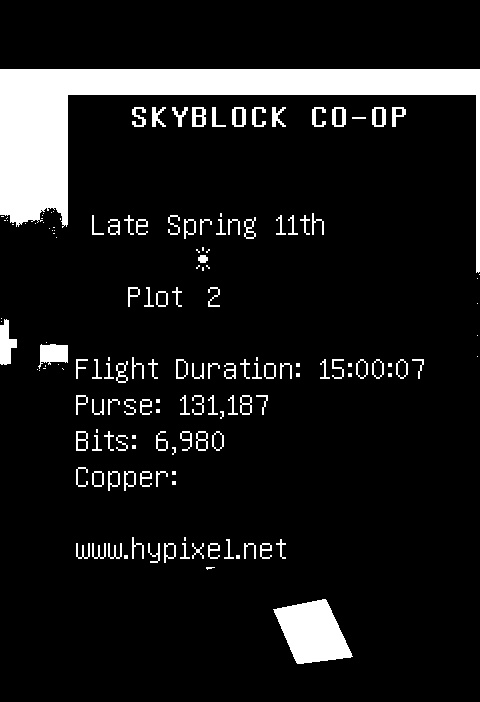 SKYBLOCK CO-OP
Late Spring 11th
Plot 2
Flight Duration: 15:00:07
Purse: 131,187
Bits: 6,980
Copper:
www.hypixel.net